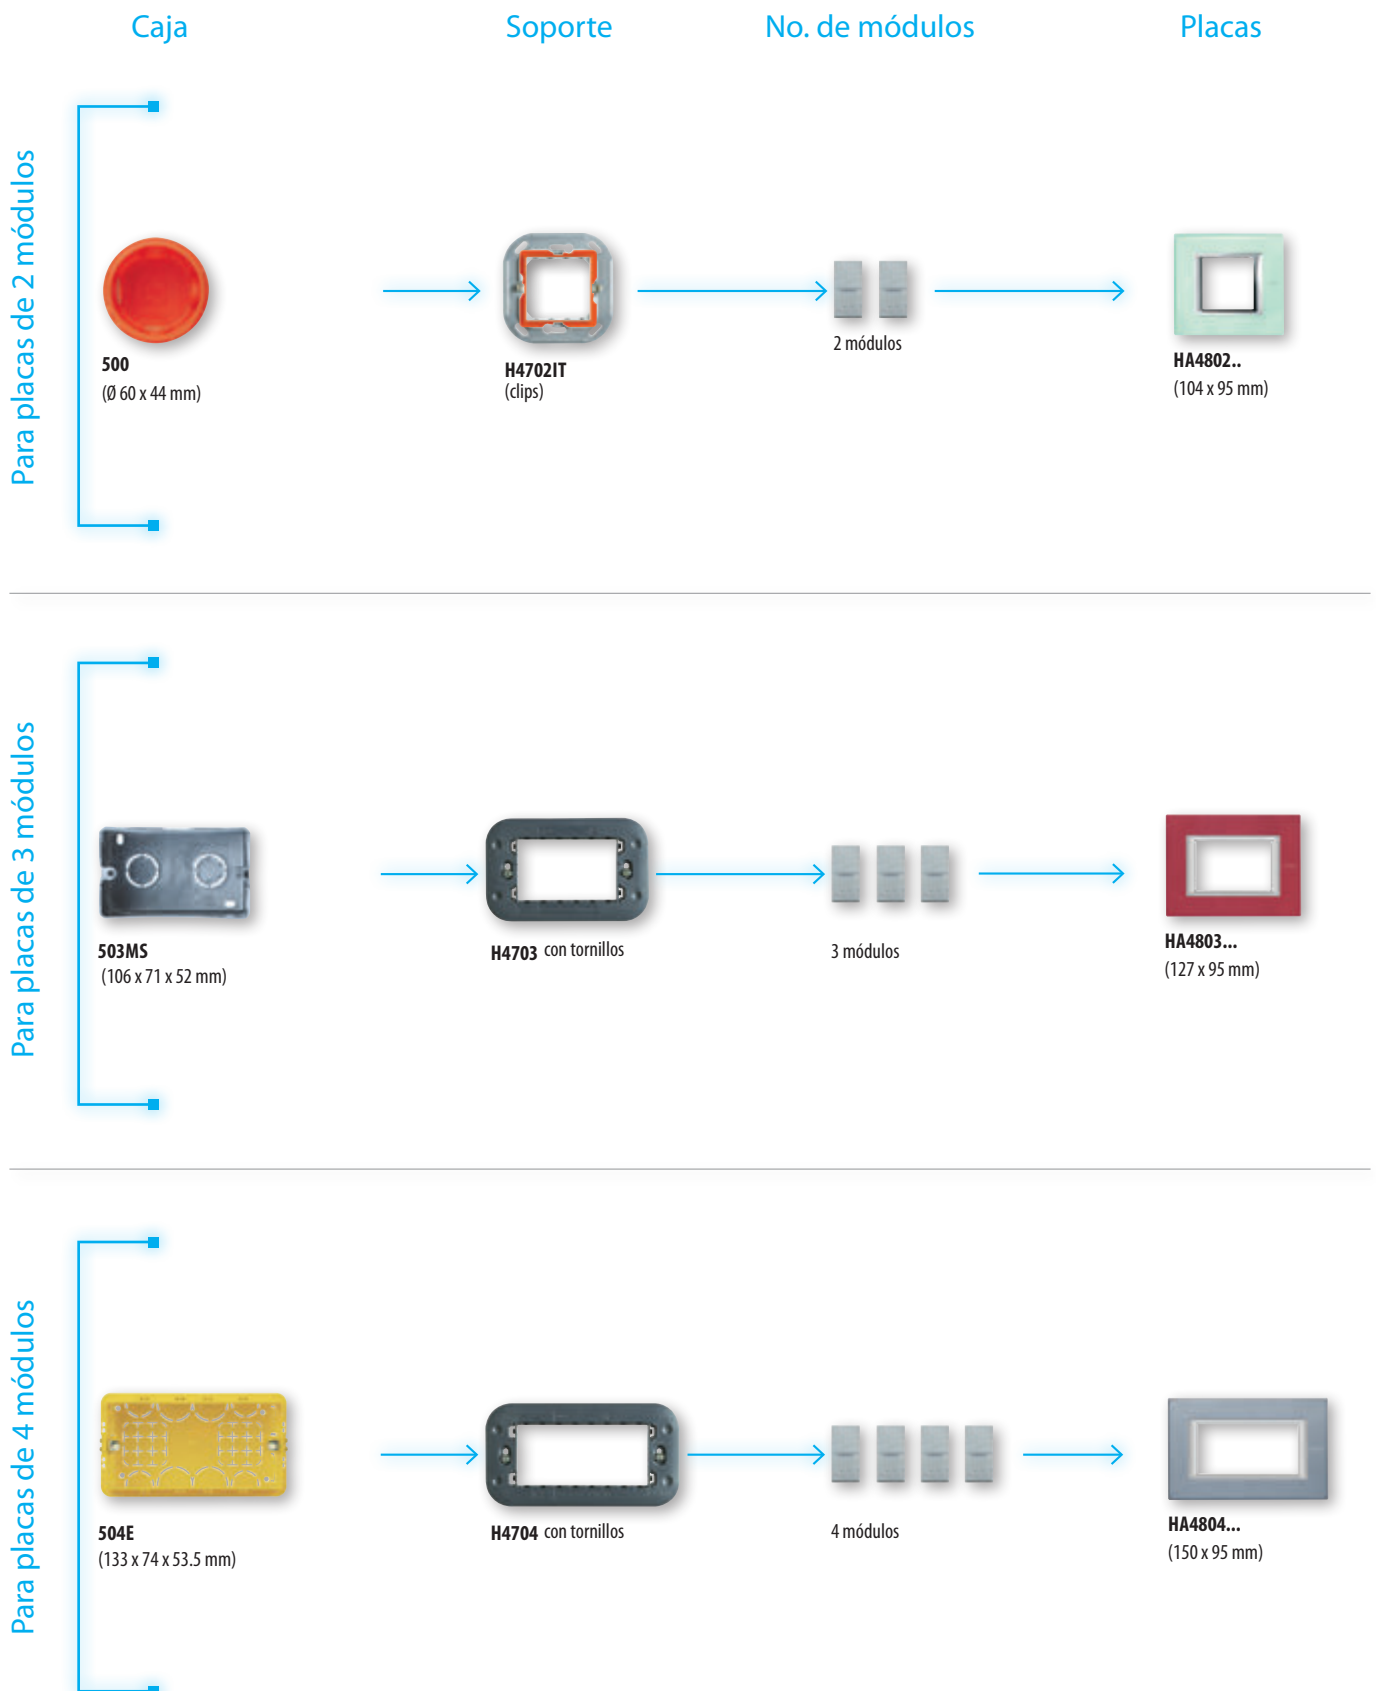 Caja
Soporte
No. de módulos
Placas
Para placas de 2 módulos
500
(Ø 60 x 44 mm)
H4702IT
(clips)
2 módulos
HA4802..
(104 x 95 mm)
Para placas de 3 módulos
503MS
(106 x 71 x 52 mm)
H4703 con tornillos
3 módulos
HA4803...
(127 x 95 mm)
Para placas de 4 módulos
504E
(133 x 74 x 53.5 mm)
H4704 con tornillos
4 módulos
HA4804...
(150 x 95 mm)